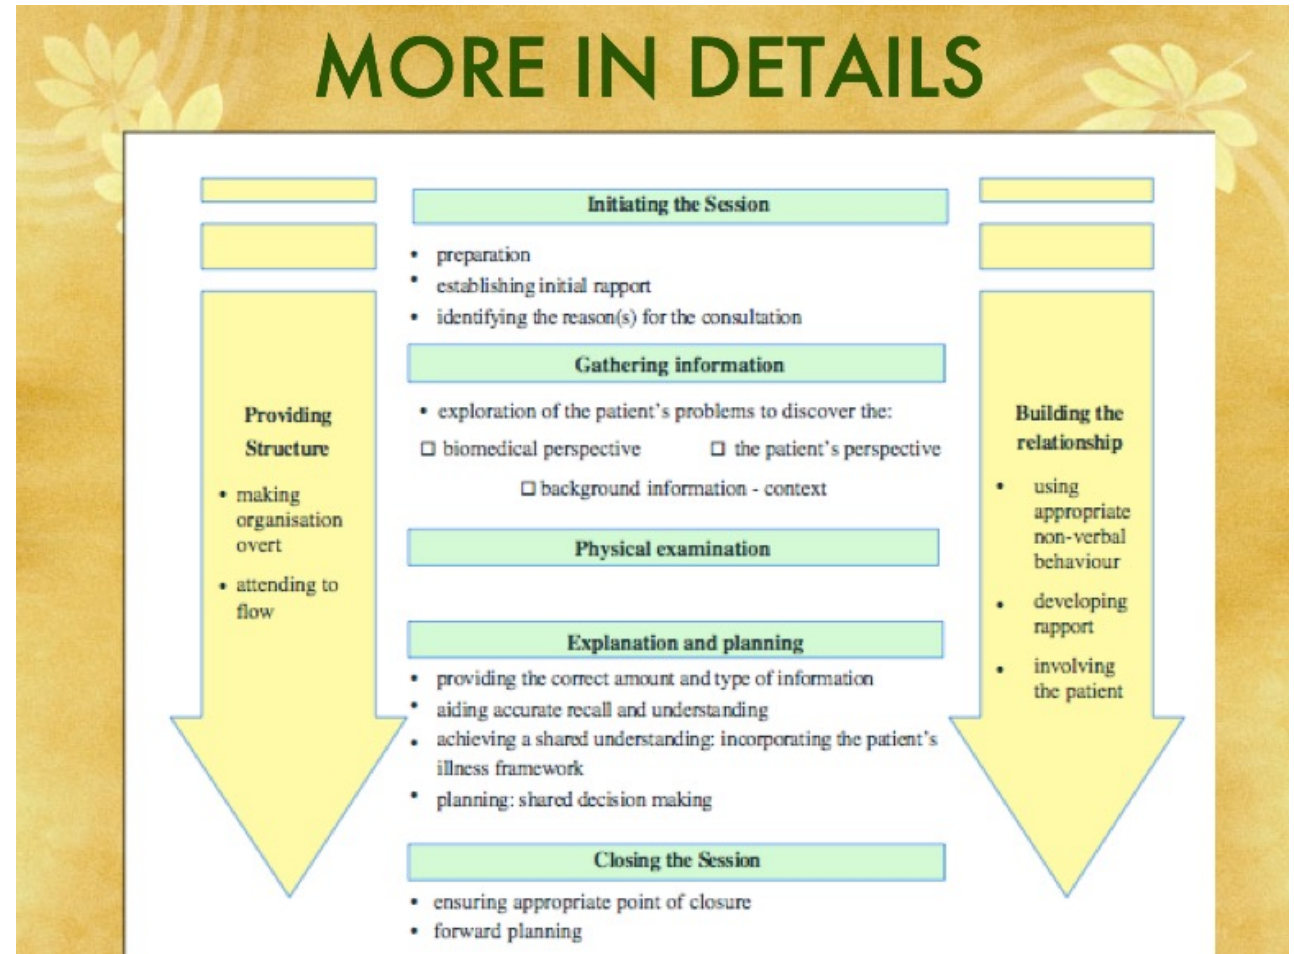 MORE IN DETAILS
Initiating the Session
• preparation
• establishing initial rapport
• identifying the reason(s) for the consultation
Gathering information
• exploration of the patient's problems to discover the:
☐ biomedical perspective ☐ the patient's perspective
☐ background information - context
Physical examination
Explanation and planning
• providing the correct amount and type of information
• aiding accurate recall and understanding
• achieving a shared understanding: incorporating the patient's
illness framework
• planning: shared decision making
Closing the Session
• ensuring appropriate point of closure
• forward planning
Providing
Structure
• making
organisation
overt
• attending to
flow
Building the
relationship
• using
appropriate
non-verbal
behaviour
• developing
rapport
• involving
the patient